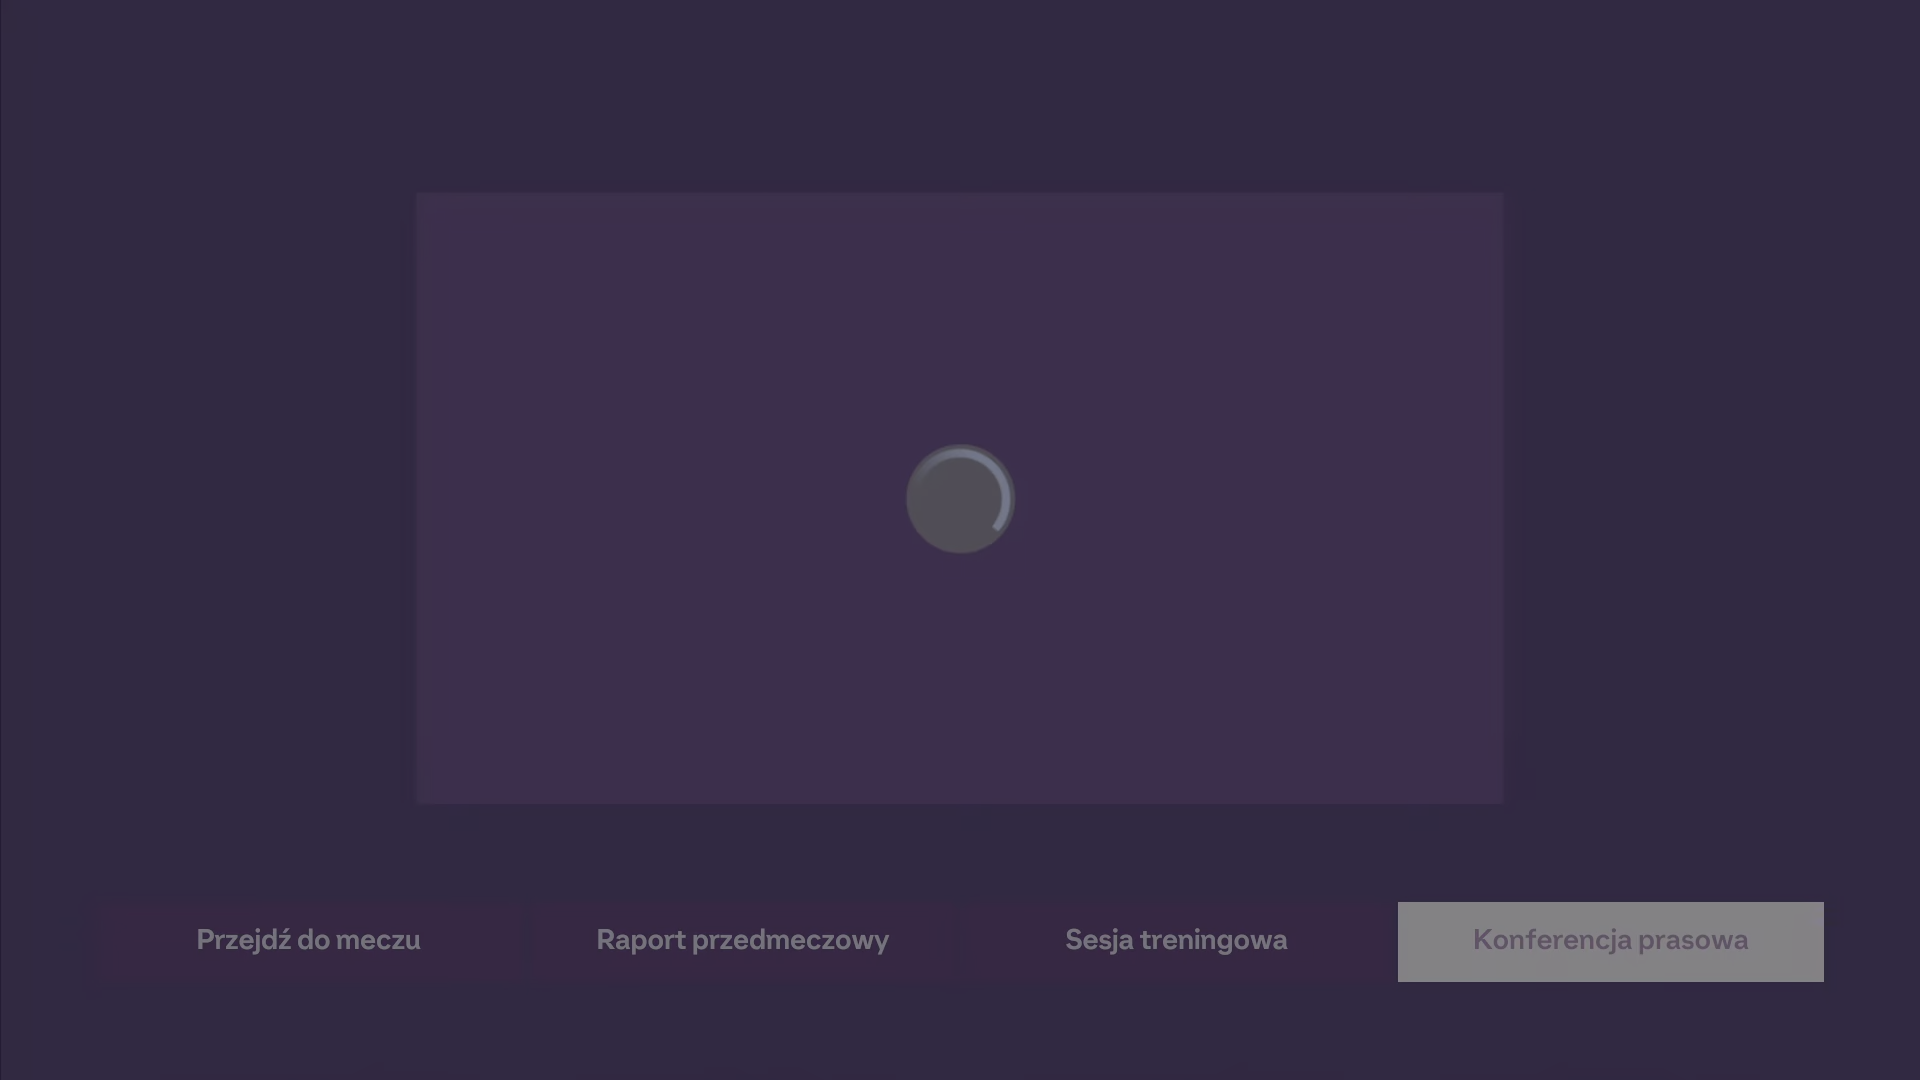 Przejdź do meczu
Raport przedmeczowy
Sesja treningowa
Konferencja prasowa